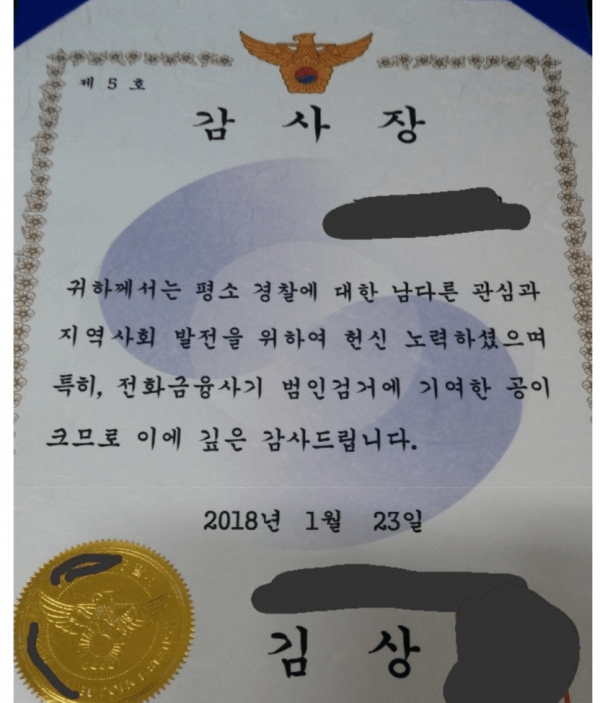 제 5 호
감 사 장
귀하께서는 평소 경찰에 대한 남다른 관심과
지역사회 발전을 위하여 헌신 노력하셨으며
특히, 전화금융사기 범인검거에 기여한 공이
크므로 이에 깊은 감사드립니다.
2018년 1월 23일
김 상